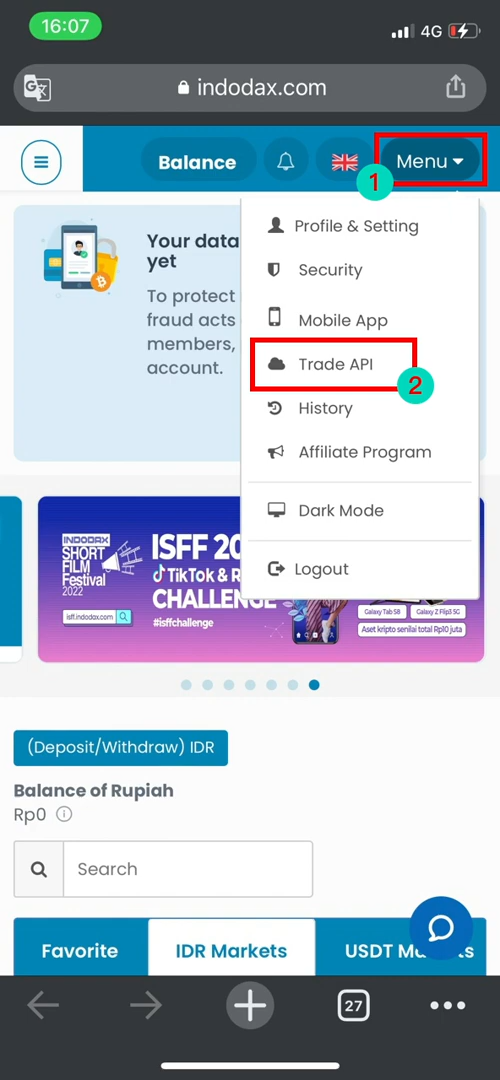 16:07
4G
indodax.com
Balance
Menu
1
Your data
yet
To protect
fraud acts
members,
account.
Profile & Setting
Security
Mobile App
Trade API
2
History
Affiliate Program
Dark Mode
Logout
INDODAX
SHORT
FILM
Festival
2022
isff.indodax.com
ISFF 20
TikTok & R
CHALLENGE
#isffchallenge
Galaxy Tab S8
Galaxy Z Flip3 5G
Aset kripto senilai total Rp10 juta
(Deposit/Withdraw) IDR
Balance of Rupiah
Rp0
Search
Favorite
IDR Markets
USDT Ma
s
27